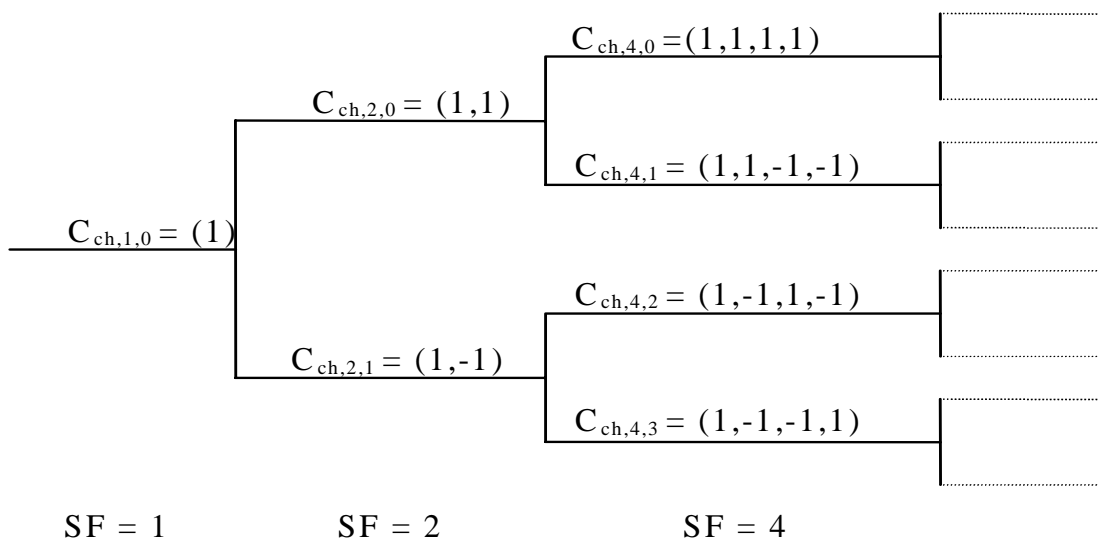 C ch,4,0 =(1,1,1,1)
C ch,2,0 = (1,1)
C ch,4,1 = (1,1,-1,-1)
C ch,1,0 = (1)
C ch,4,2 = (1,-1,1,-1)
C ch,2,1 = (1,-1)
C ch,4,3 = (1,-1,-1,1)
SF = 1 SF = 2 SF = 4